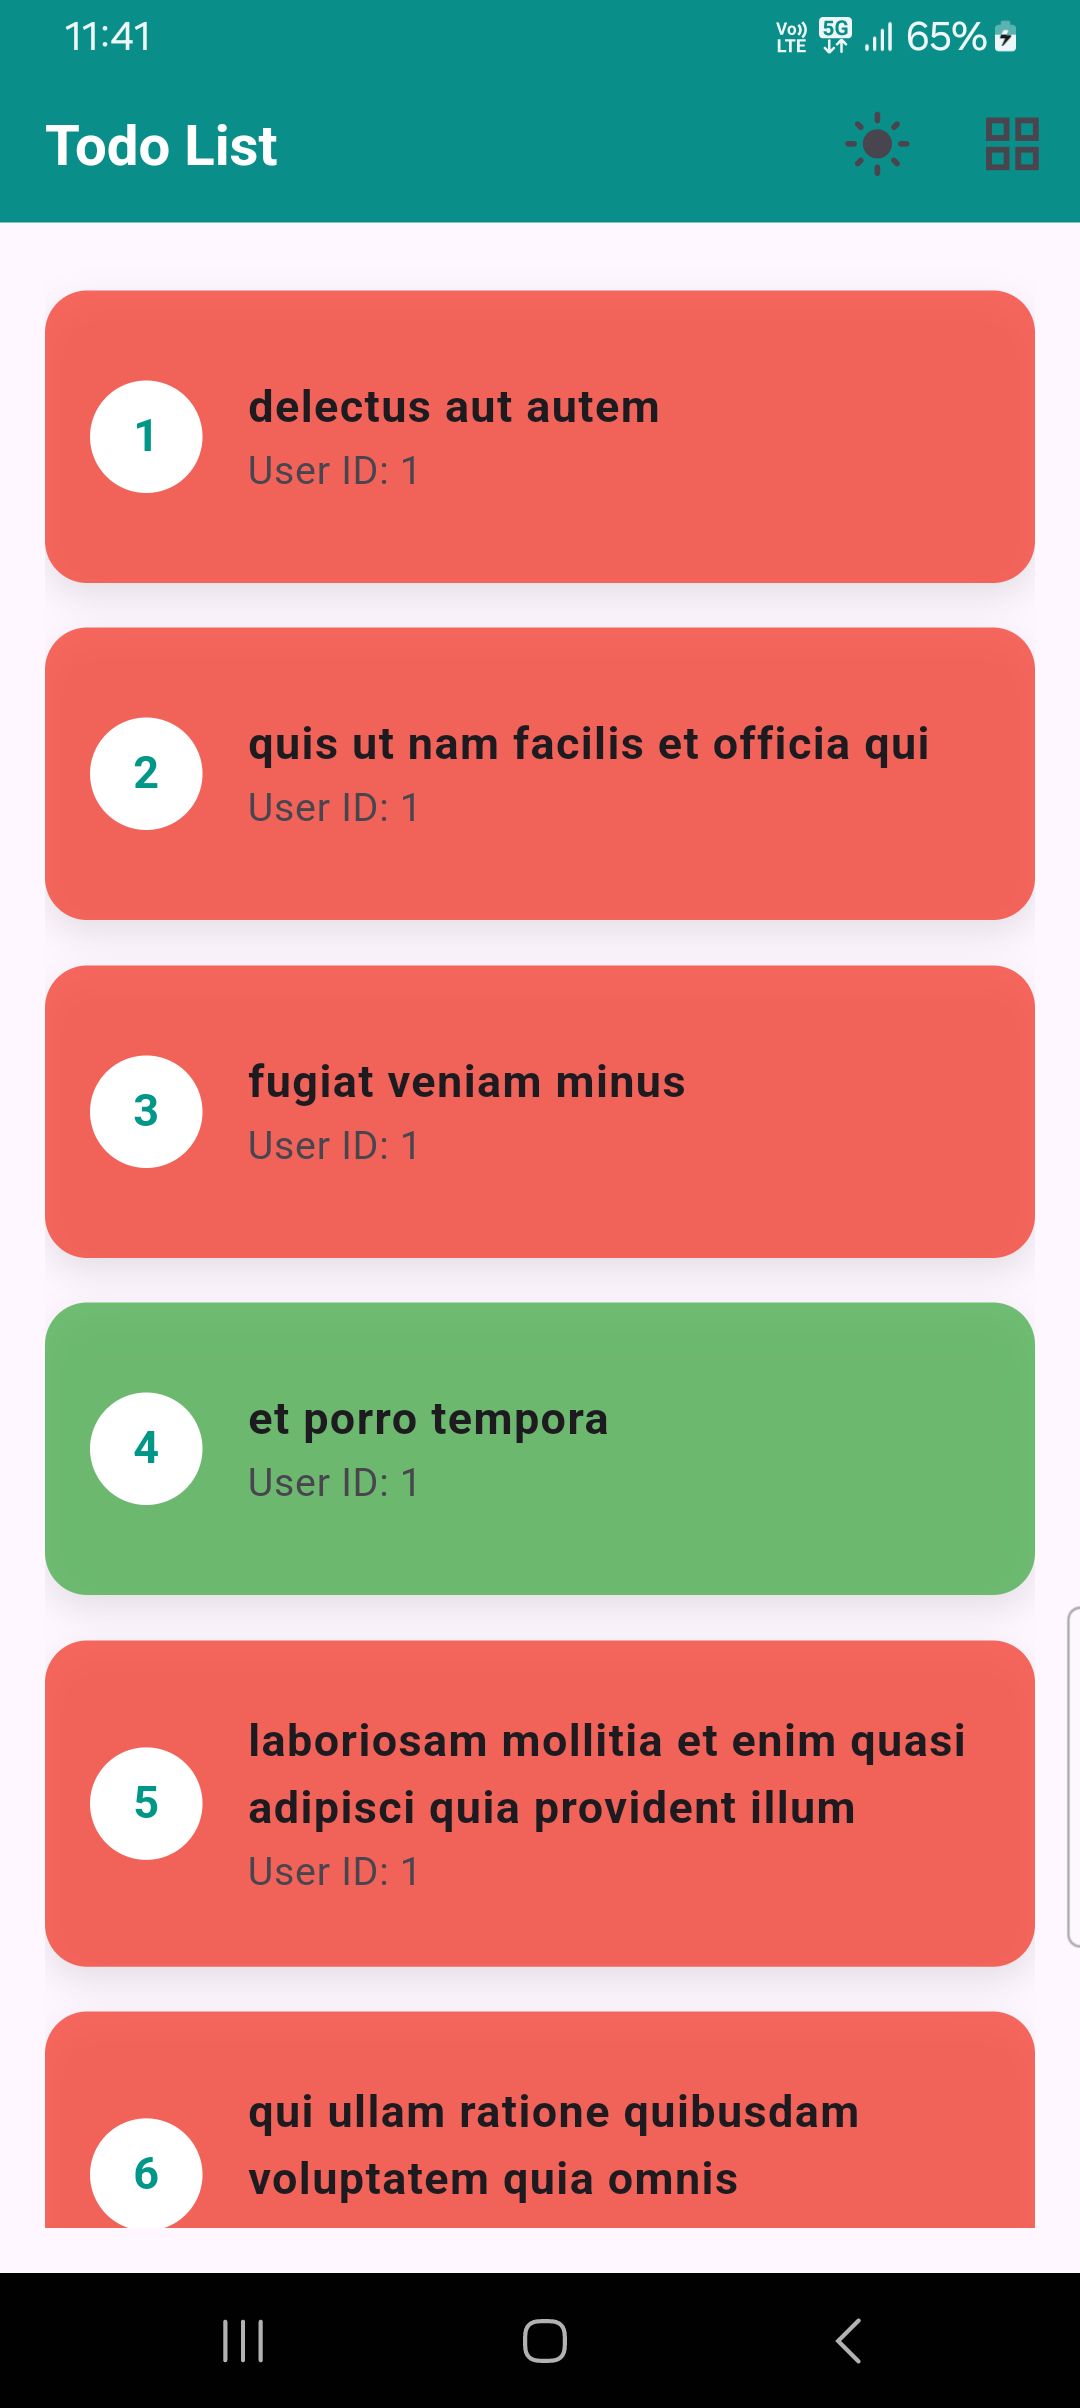 11:41
Vo)) LTE 5G 65%
Todo List
1
delectus aut autem
User ID: 1
2
quis ut nam facilis et officia qui
User ID: 1
3
fugiat veniam minus
User ID: 1
4
et porro tempora
User ID: 1
5
laboriosam mollitia et enim quasi
adipisci quia provident illum
User ID: 1
6
qui ullam ratione quibusdam
voluptatem quia omnis